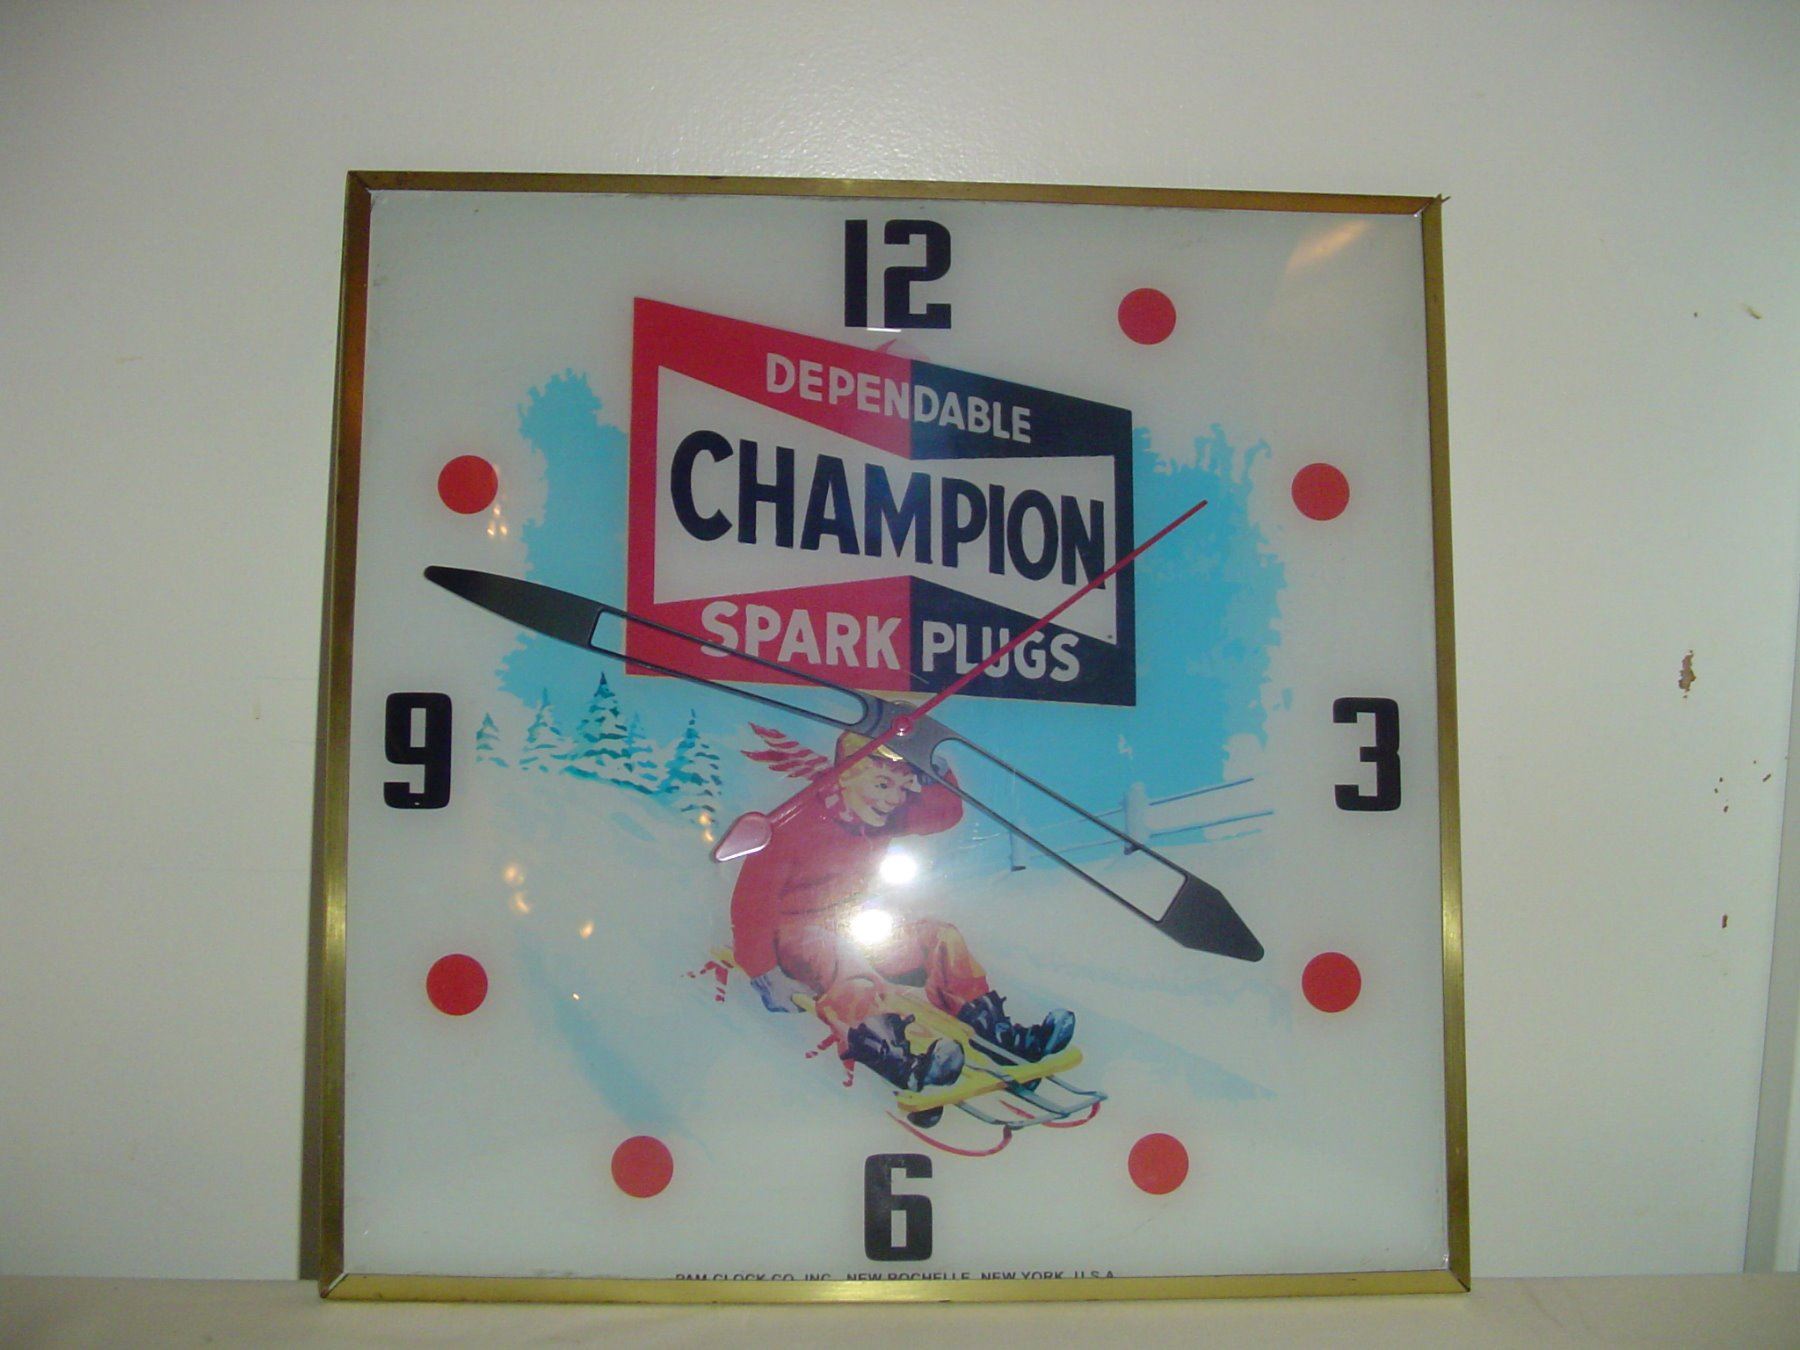 12
DEPENDABLE
CHAMPION
SPARK PLUGS
9 3
6
PAM CLOCK CO. INC. NEW ROCHELLE, NEW YORK, U.S.A.